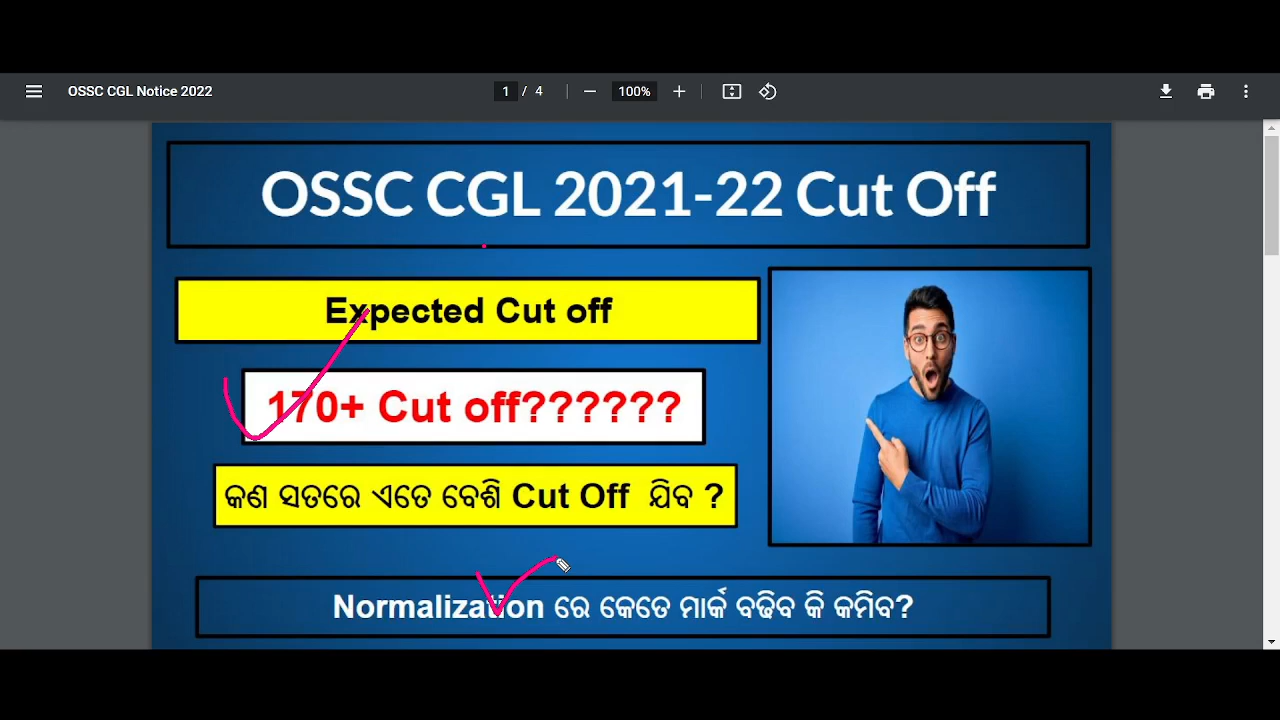 OSSC CGL Notice 2022
1 / 4
100%
OSSC CGL 2021-22 Cut Off
Expected Cut off
170+ Cut off??????
କଣ ସତରେ ଏତେ ବେଶି Cut Off ଯିବ ?
Normalization ରେ କେତେ ମାର୍କ ବଢିବ କି କମିବ?